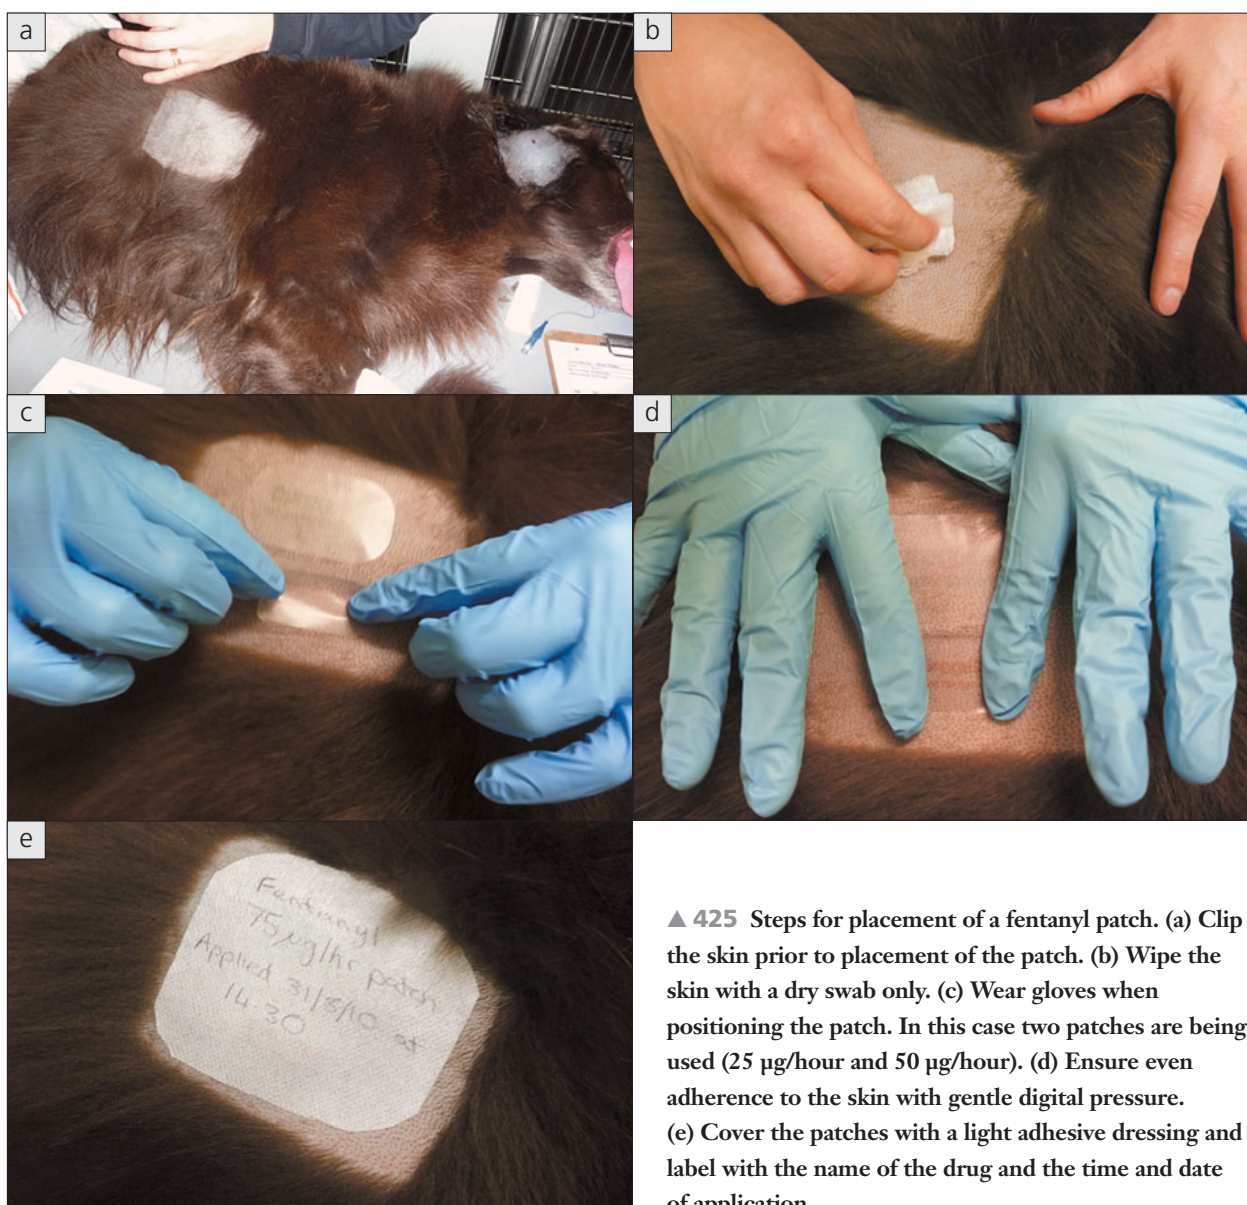 a
b
c
d
e
Fentanyl
75µg/hr patch
Applied 31/8/10 at
14.30
▲ 425 Steps for placement of a fentanyl patch. (a) Clip
the skin prior to placement of the patch. (b) Wipe the
skin with a dry swab only. (c) Wear gloves when
positioning the patch. In this case two patches are being
used (25 µg/hour and 50 µg/hour). (d) Ensure even
adherence to the skin with gentle digital pressure.
(e) Cover the patches with a light adhesive dressing and
label with the name of the drug and the time and date
of application